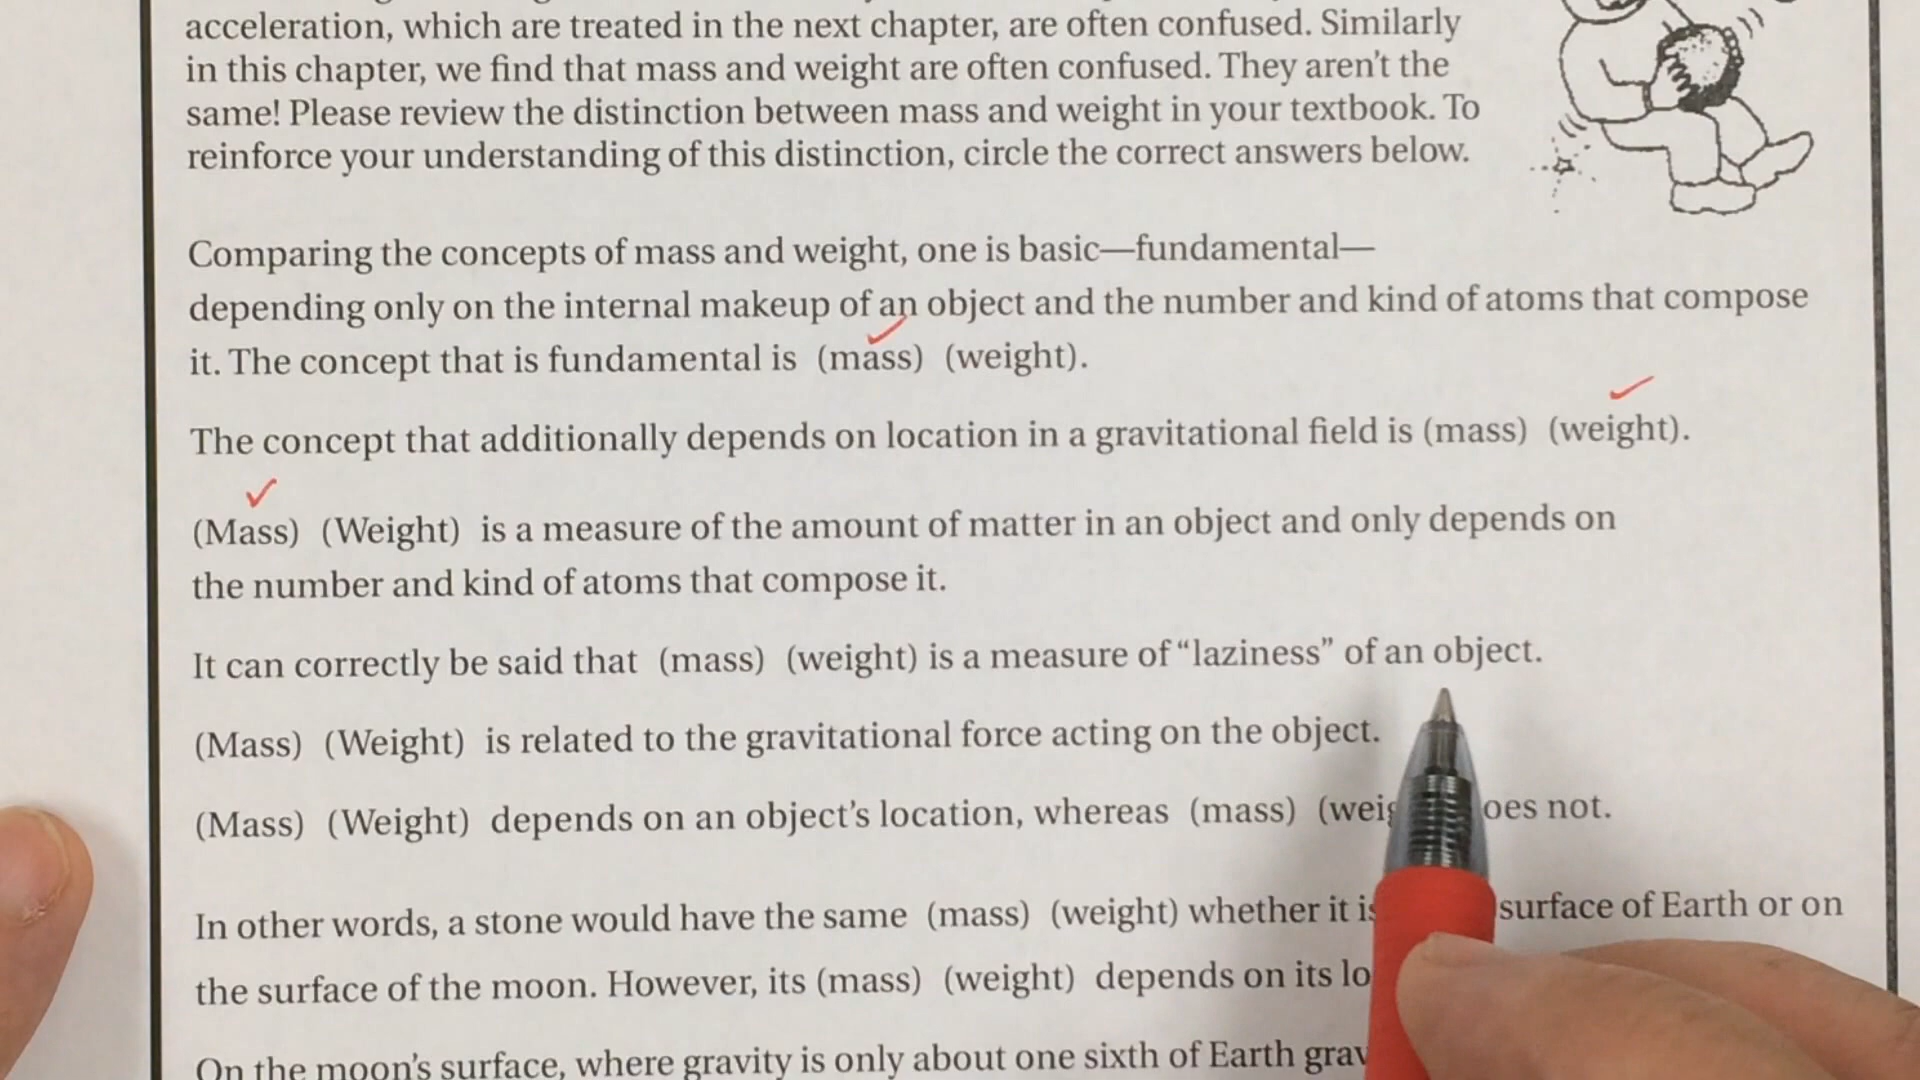 acceleration, which are treated in the next chapter, are often confused. Similarly
in this chapter, we find that mass and weight are often confused. They aren't the
same! Please review the distinction between mass and weight in your textbook. To
reinforce your understanding of this distinction, circle the correct answers below.
Comparing the concepts of mass and weight, one is basic—fundamental—
depending only on the internal makeup of an object and the number and kind of atoms that compose
it. The concept that is fundamental is (mass) (weight).
The concept that additionally depends on location in a gravitational field is (mass) (weight).
(Mass) (Weight) is a measure of the amount of matter in an object and only depends on
the number and kind of atoms that compose it.
It can correctly be said that (mass) (weight) is a measure of “laziness” of an object.
(Mass) (Weight) is related to the gravitational force acting on the object.
(Mass) (Weight) depends on an object's location, whereas (mass) not.
In other words, a stone would have the same (mass) (weight) whether it surface of Earth or on
the surface of the moon. However, its (mass) (weight) depends on its
On the moon's surface, where gravity is only about one sixth of Earth